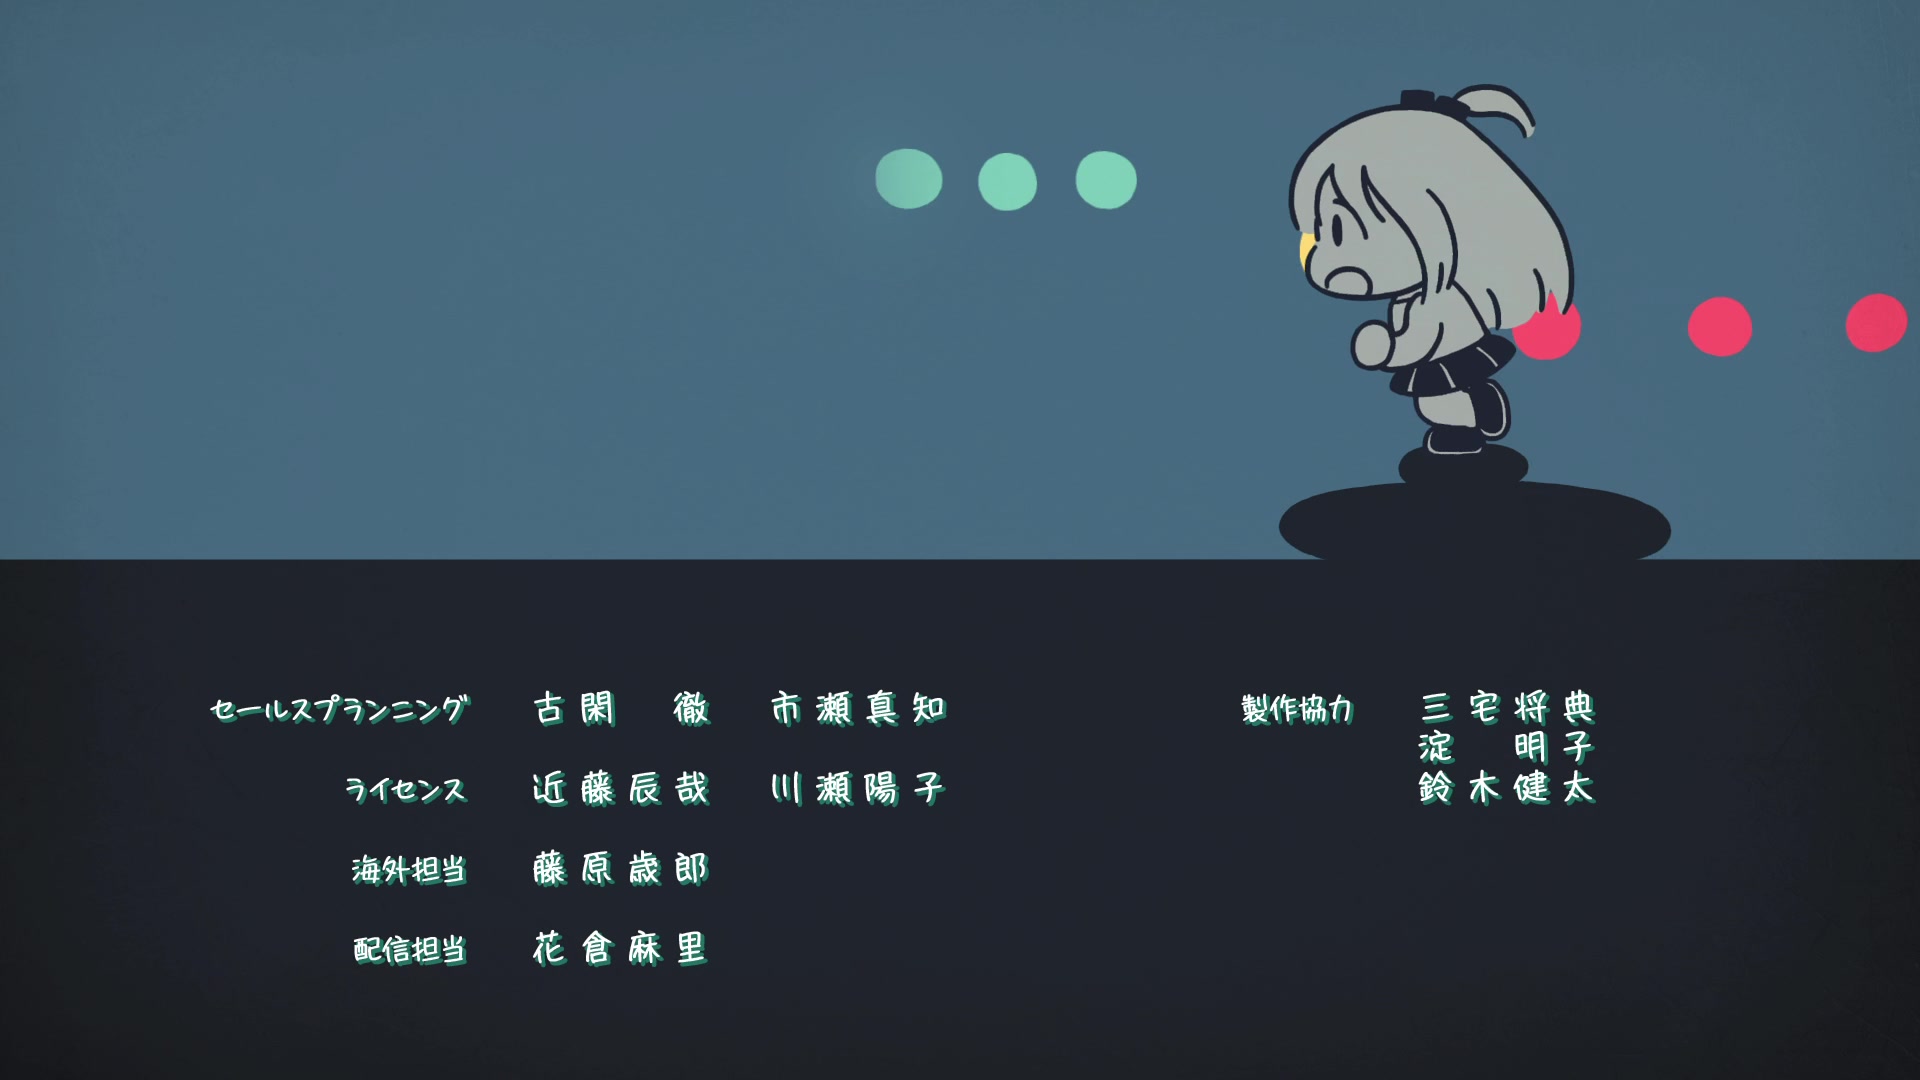 セールスプランニング 古閑 徹 市瀬真知
ライセンス 近藤辰哉 川瀬陽子
海外担当 藤原歳郎
配信担当 花倉麻里
製作協力 三宅将典
淀 明子
鈴木健太